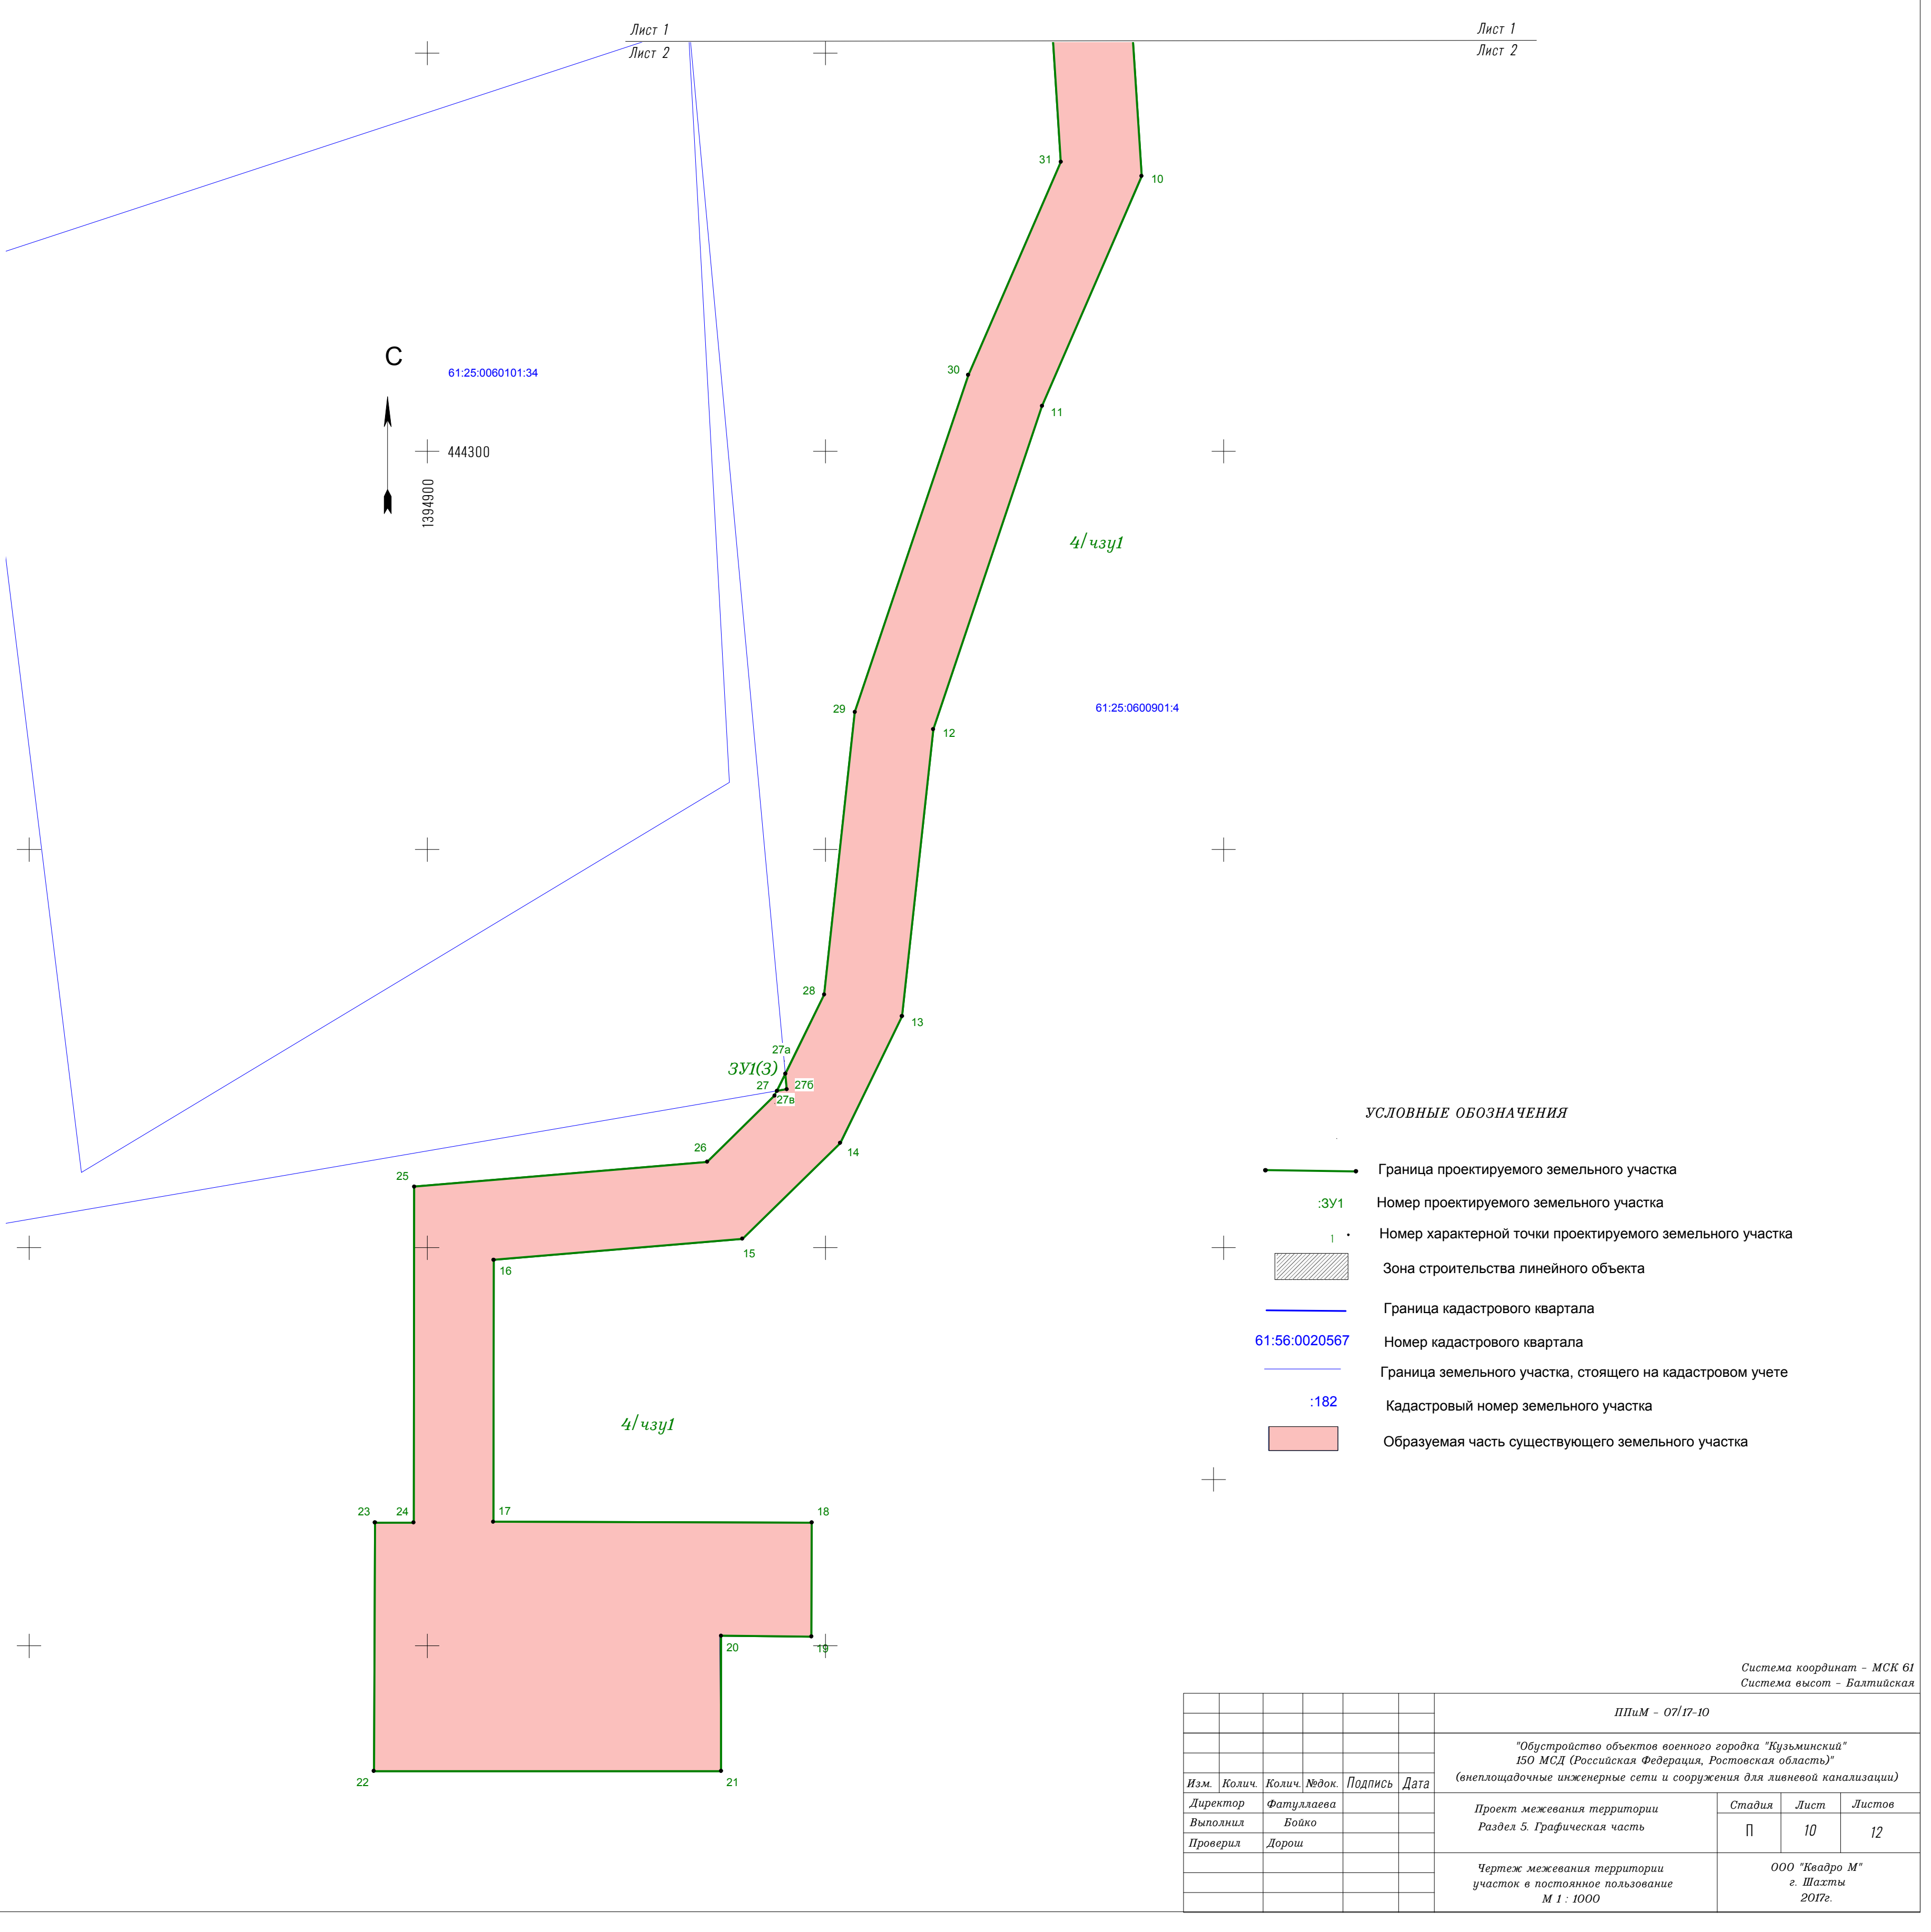 Лист 1
Лист 2
Лист 1
Лист 2
31
10
С
61:25:0060101:34
30
11
444300
1394900
4/чзу1
29
61:25:0600901:4
12
28
13
27а
ЗУ1(3)
27
27б
27в
26
14
25
15
16
4/чзу1
23
24
17
18
19
20
22
21
УСЛОВНЫЕ ОБОЗНАЧЕНИЯ
Граница проектируемого земельного участка
:ЗУ1 Номер проектируемого земельного участка
1 Номер характерной точки проектируемого земельного участка
Зона строительства линейного объекта
Граница кадастрового квартала
61:56:0020567 Номер кадастрового квартала
Граница земельного участка, стоящего на кадастровом учете
:182 Кадастровый номер земельного участка
Образуемая часть существующего земельного участка
Система координат - МСК 61
Система высот - Балтийская
ППиМ - 07/17-10
"Обустройство объектов военного городка "Кузьминский"
150 МСД (Российская Федерация, Ростовская область)"
(внеплощадочные инженерные сети и сооружения для ливневой канализации)
Изм. Колич. Колич. №док. Подпись Дата
Директор Фатуллаева
Выполнил Бойко
Проверил Дорош
Проект межевания территории
Раздел 5. Графическая часть
Стадия Лист Листов
П 10 12
Чертеж межевания территории
участок в постоянное пользование
М 1 : 1000
ООО "Квадро М"
г. Шахты
2017г.